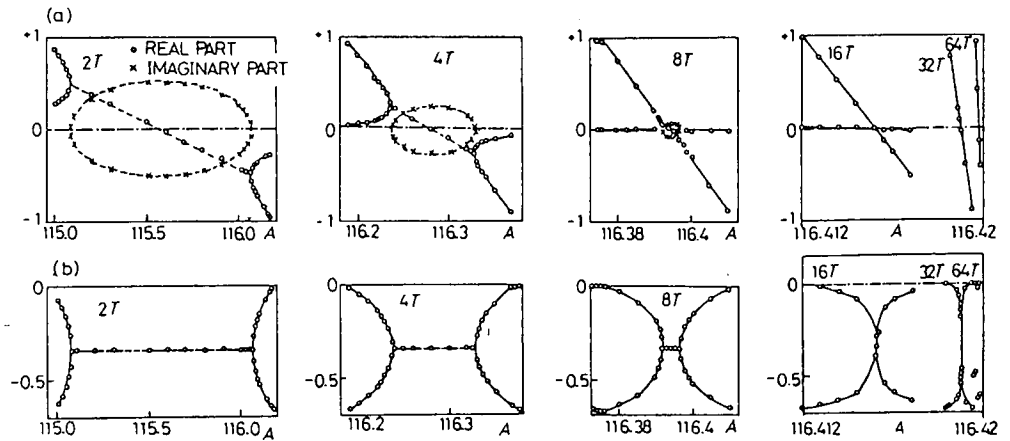 (a)
+1 2T o REAL PART
x IMAGINARY PART
0
-1
115.0 115.5 116.0 A
+1 4T
0
-1
116.2 116.3 A
+1 8T
0
-1
116.38 116.4 A
+1 16T 32T 64T
0
-1
116.412 A 116.42
(b)
0 2T
-0.5
115.0 115.5 116.0 A
0 4T
-0.5
116.2 116.3 A
0 8T
-0.5
116.38 116.4 A
16T 32T 64T
0
-0.5
116.412 A 116.42